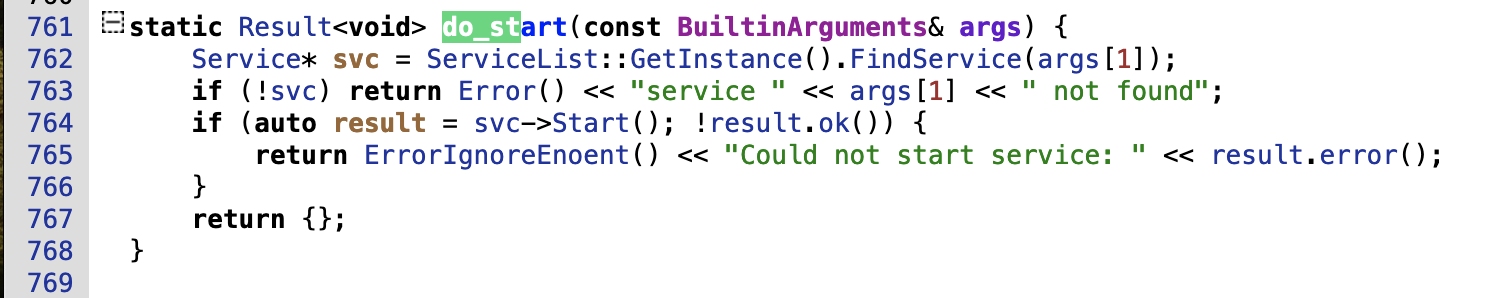 761 static Result<void> do_start(const BuiltinArguments& args) {
762     Service* svc = ServiceList::GetInstance().FindService(args[1]);
763     if (!svc) return Error() << "service " << args[1] << " not found";
764     if (auto result = svc->Start(); !result.ok()) {
765         return ErrorIgnoreEnoent() << "Could not start service: " << result.error();
766     }
767     return {};
768 }
769